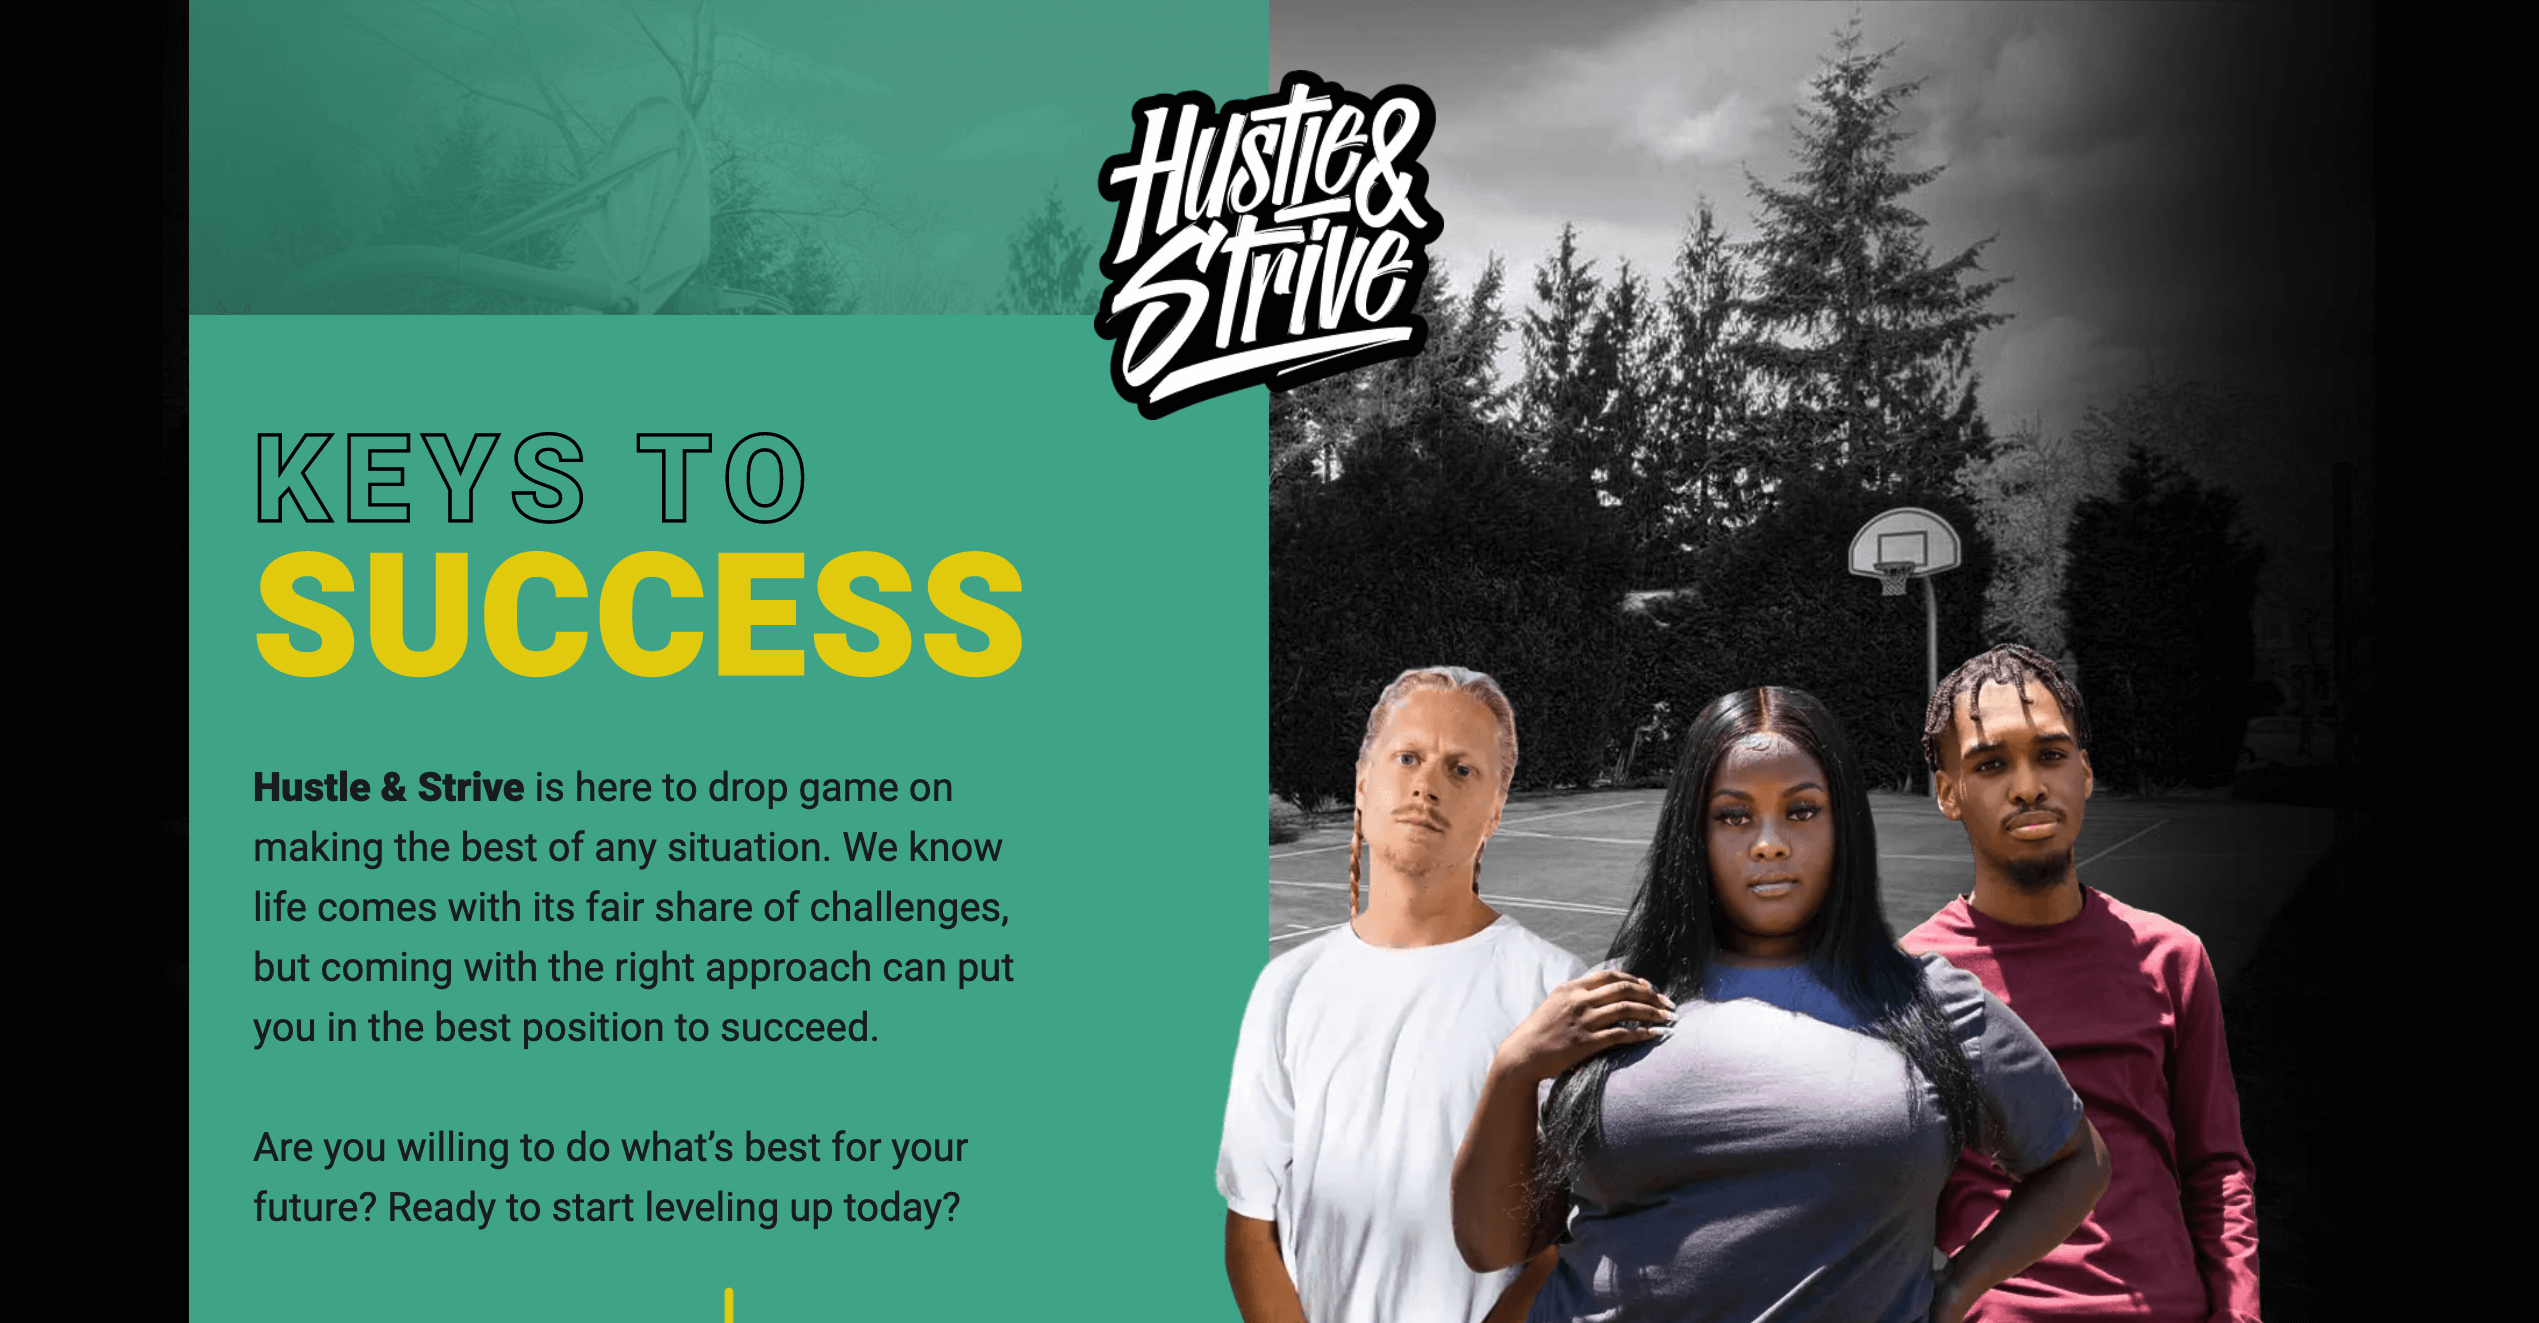 Hustle &
Strive
KEYS TO
SUCCESS
Hustle & Strive is here to drop game on
making the best of any situation. We know
life comes with its fair share of challenges,
but coming with the right approach can put
you in the best position to succeed.
Are you willing to do what’s best for your
future? Ready to start leveling up today?